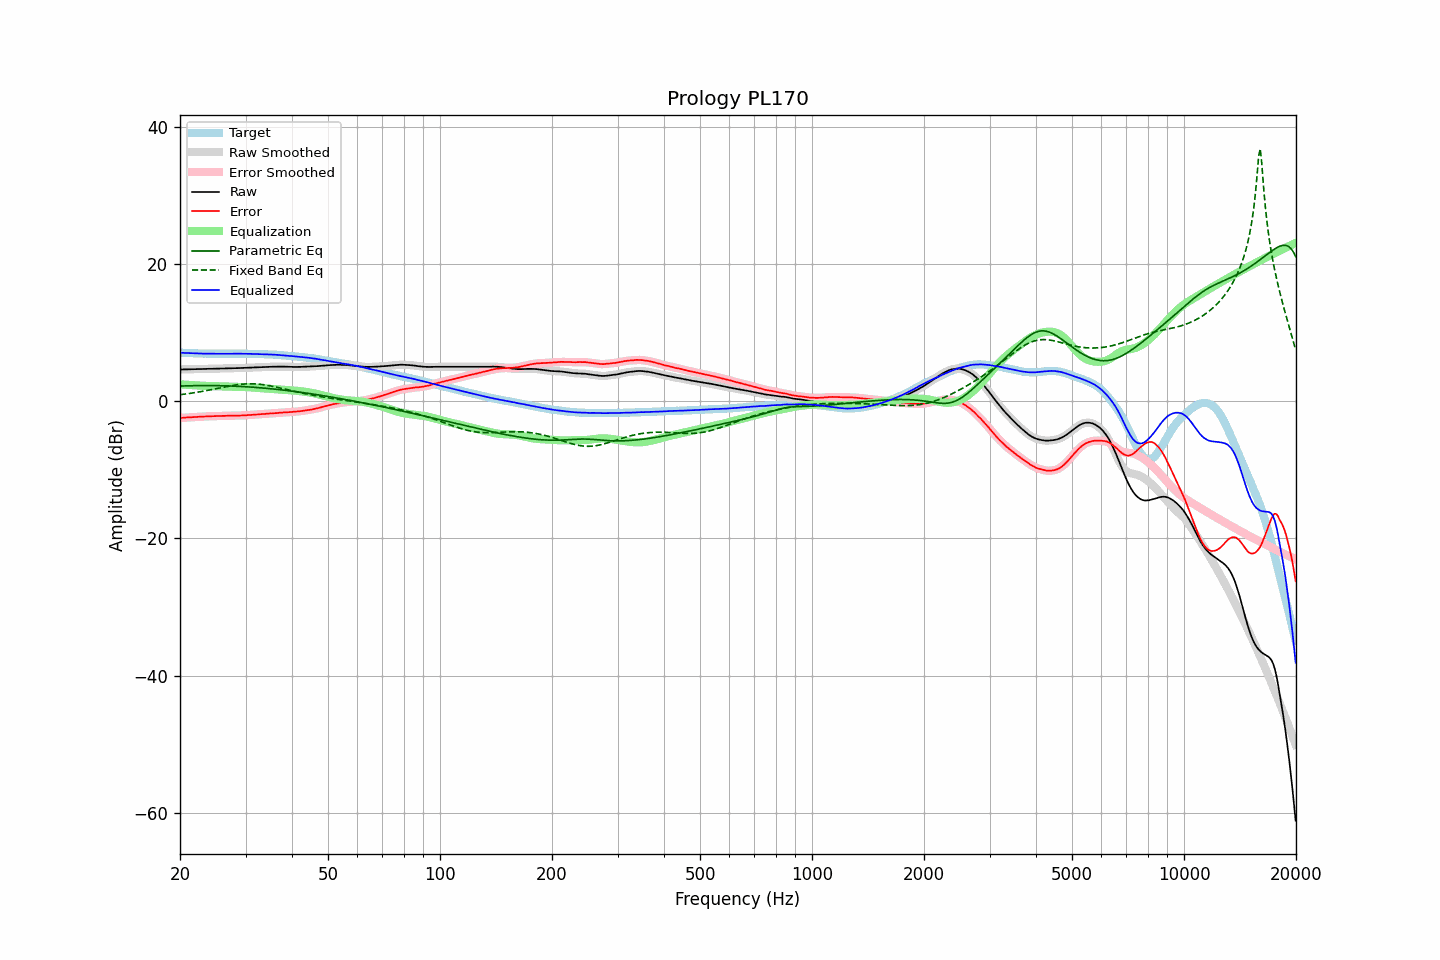 Prology PL170
Target
Raw Smoothed
Error Smoothed
Raw
Error
Equalization
Parametric Eq
Fixed Band Eq
Equalized
40
20
0
−20
−40
−60
Amplitude (dBr)
20 50 100 200 500 1000 2000 5000 10000 20000
Frequency (Hz)